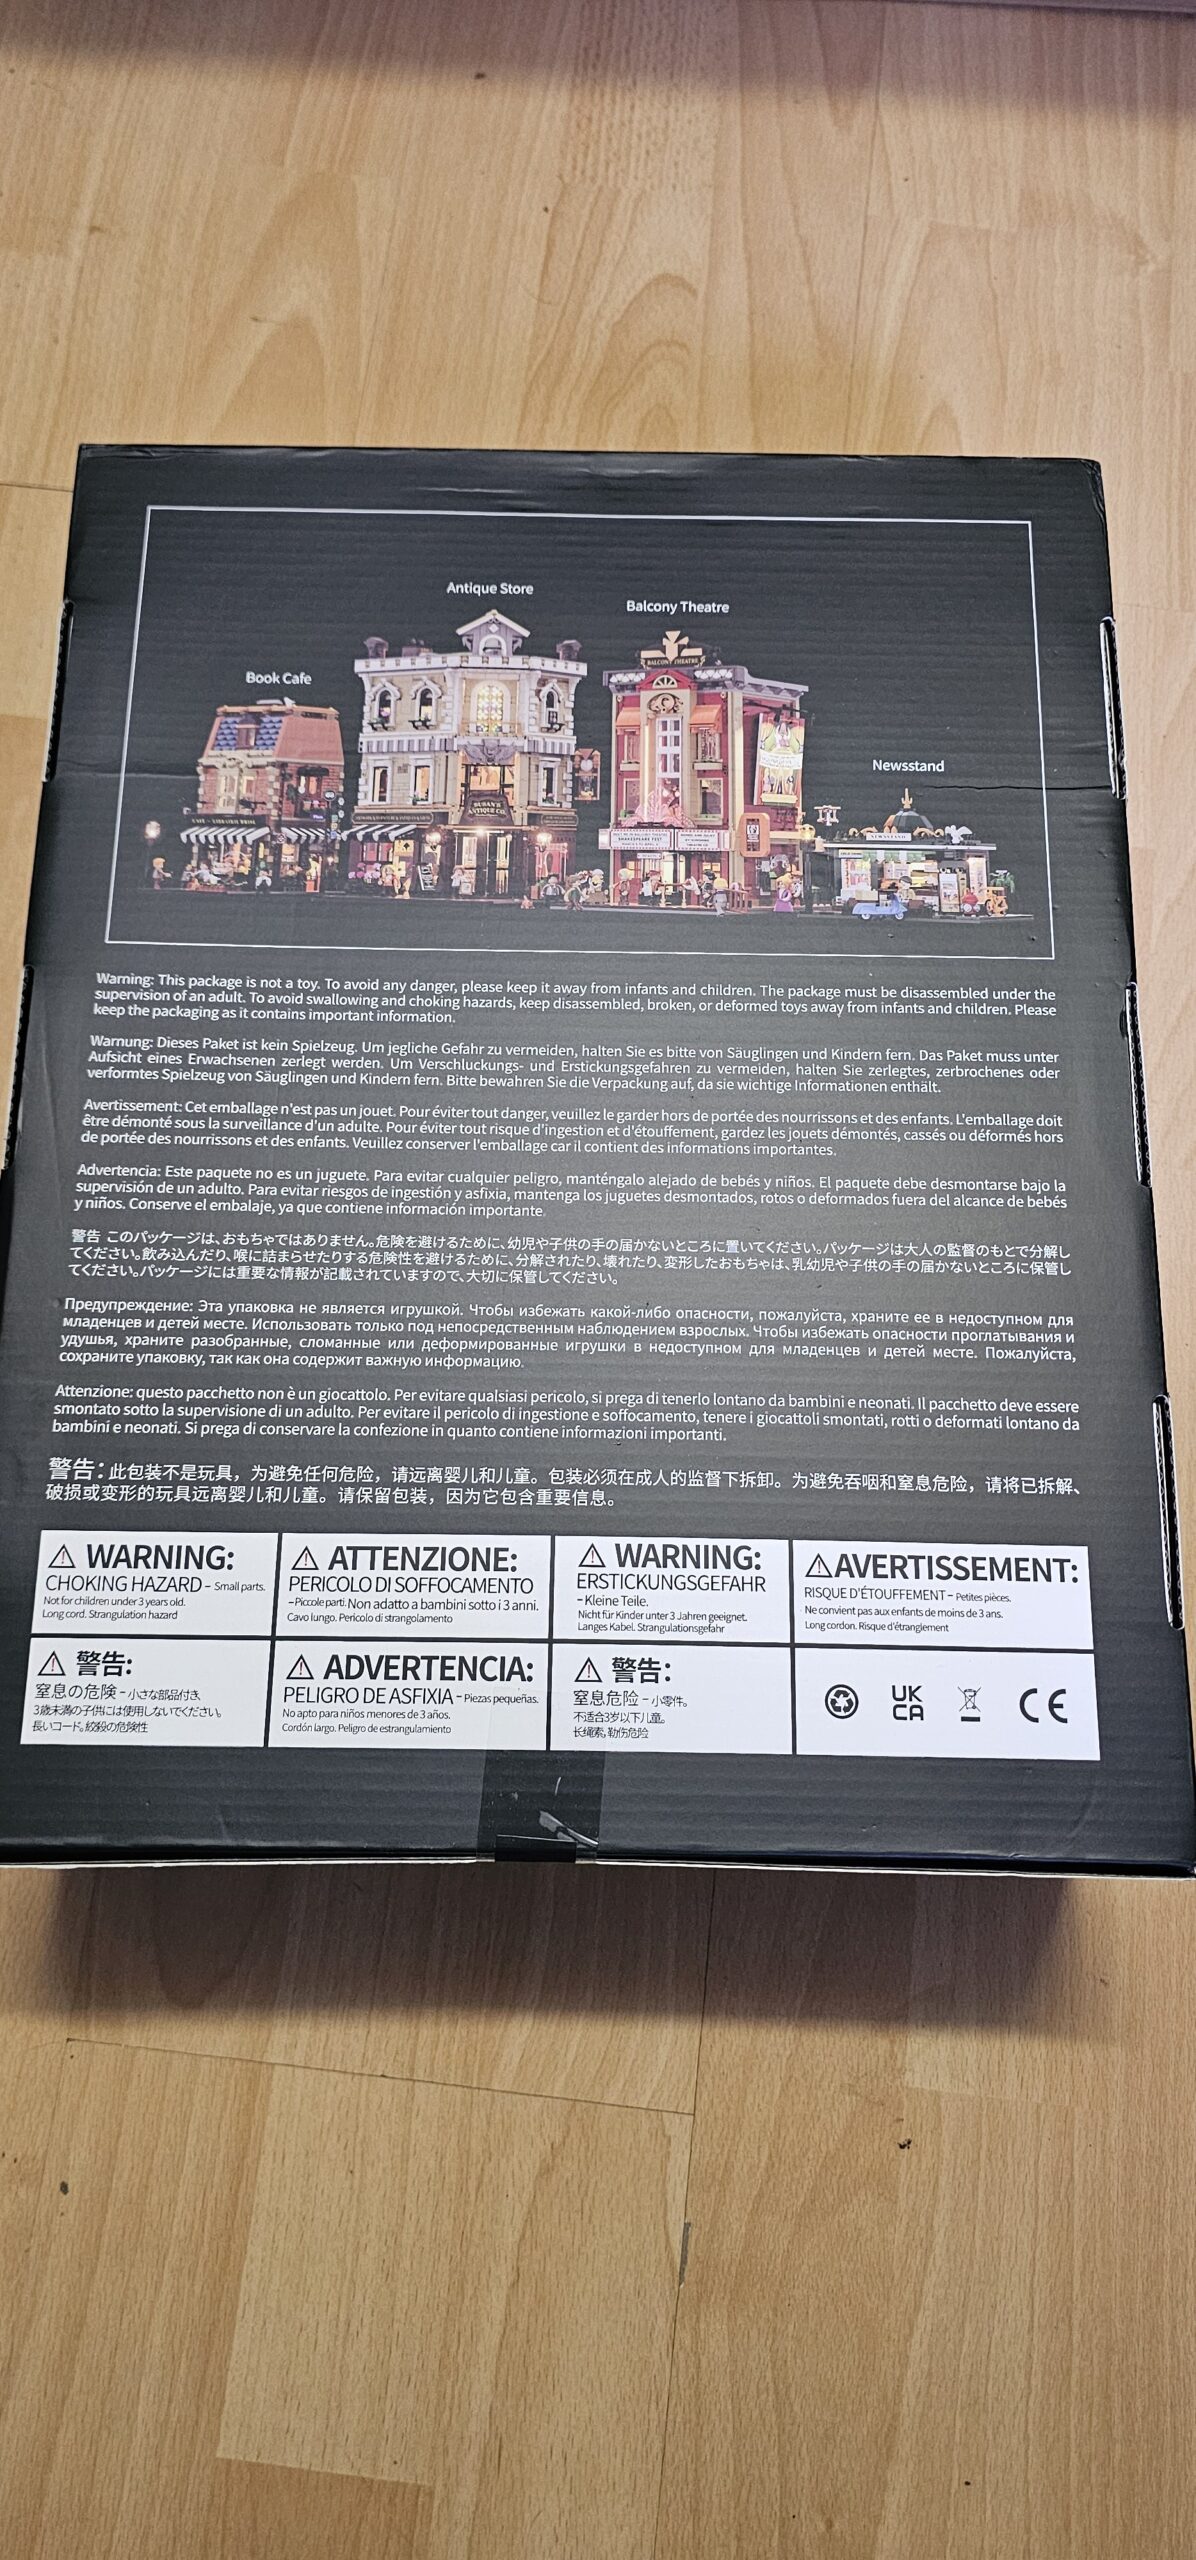 Antique Store
Balcony Theatre
Book Cafe
Newsstand
BALCONY THEATRE
SUSAN'S
ANTIQUE CO.
SHAKESPEARE FEST
NEWSSTAND
Warning: This package is not a toy. To avoid any danger, please keep it away from infants and children. The package must be disassembled under the
supervision of an adult. To avoid swallowing and choking hazards, keep disassembled, broken, or deformed toys away from infants and children. Please
keep the packaging as it contains important information.
Warnung: Dieses Paket ist kein Spielzeug. Um jegliche Gefahr zu vermeiden, halten Sie es bitte von Säuglingen und Kindern fern. Das Paket muss unter
Aufsicht eines Erwachsenen zerlegt werden. Um Verschluckungs- und Erstickungsgefahren zu vermeiden, halten Sie zerlegtes, zerbrochenes oder
verformtes Spielzeug von Säuglingen und Kindern fern. Bitte bewahren Sie die Verpackung auf, da sie wichtige Informationen enthält.
Avertissement: Cet emballage n'est pas un jouet. Pour éviter tout danger, veuillez le garder hors de portée des nourrissons et des enfants. L'emballage doit
être démonté sous la surveillance d'un adulte. Pour éviter tout risque d'ingestion et d'étouffement, gardez les jouets démontés, cassés ou déformés hors
de portée des nourrissons et des enfants. Veuillez conserver l'emballage car il contient des informations importantes.
Advertencia: Este paquete no es un juguete. Para evitar cualquier peligro, manténgalo alejado de bebés y niños. El paquete debe desmontarse bajo la
supervisión de un adulto. Para evitar riesgos de ingestión y asfixia, mantenga los juguetes desmontados, rotos o deformados fuera del alcance de bebés
y niños. Conserve el embalaje, ya que contiene información importante.
警告 このパッケージは、おもちゃではありません。危険を避けるために、幼児や子供の手の届かないところに置いてください。パッケージは大人の監督のもとで分解し
てください。飲み込んだり、喉に詰まらせたりする危険性を避けるために、分解されたり、壊れたり、変形したおもちゃは、乳幼児や子供の手の届かないところに保管し
てください。パッケージには重要な情報が記載されていますので、大切に保管してください。
Предупреждение: Эта упаковка не является игрушкой. Чтобы избежать какой-либо опасности, пожалуйста, храните ее в недоступном для
младенцев и детей месте. Использовать только под непосредственным наблюдением взрослых. Чтобы избежать опасности проглатывания и
удушья, храните разобранные, сломанные или деформированные игрушки в недоступном для младенцев и детей месте. Пожалуйста,
сохраните упаковку, так как она содержит важную информацию.
Attenzione: questo pacchetto non è un giocattolo. Per evitare qualsiasi pericolo, si prega di tenerlo lontano da bambini e neonati. Il pacchetto deve essere
smontato sotto la supervisione di un adulto. Per evitare il pericolo di ingestione e soffocamento, tenere i giocattoli smontati, rotti o deformati lontano da
bambini e neonati. Si prega di conservare la confezione in quanto contiene informazioni importanti.
警告：此包装不是玩具，为避免任何危险，请远离婴儿和儿童。包装必须在成人的监督下拆卸。为避免吞咽和窒息危险，请将已拆解、
破损或变形的玩具远离婴儿和儿童。请保留包装，因为它包含重要信息。
WARNING:
CHOKING HAZARD – Small parts.
Not for children under 3 years old.
Long cord. Strangulation hazard
ATTENZIONE:
PERICOLO DI SOFFOCAMENTO
–Piccole parti. Non adatto a bambini sotto i 3 anni.
Cavo lungo. Pericolo di strangolamento
WARNING:
ERSTICKUNGSGEFAHR
–Kleine Teile.
Nicht für Kinder unter 3 Jahren geeignet.
Langes Kabel. Strangulationsgefahr
AVERTISSEMENT:
RISQUE D'ÉTOUFFEMENT – Petites pièces.
Ne convient pas aux enfants de moins de 3 ans.
Long cordon. Risque d'étranglement
警告:
窒息の危険 – 小さな部品付き,
3歳未満の子供には使用しないでください。
長いコード。絞殺の危険性
ADVERTENCIA:
PELIGRO DE ASFIXIA – Piezas pequeñas.
No apto para niños menores de 3 años.
Cordón largo. Peligro de estrangulamiento
警告:
窒息危险 – 小零件。
不适合3岁以下儿童。
长绳索, 勒伤危险
UK
CA
CE